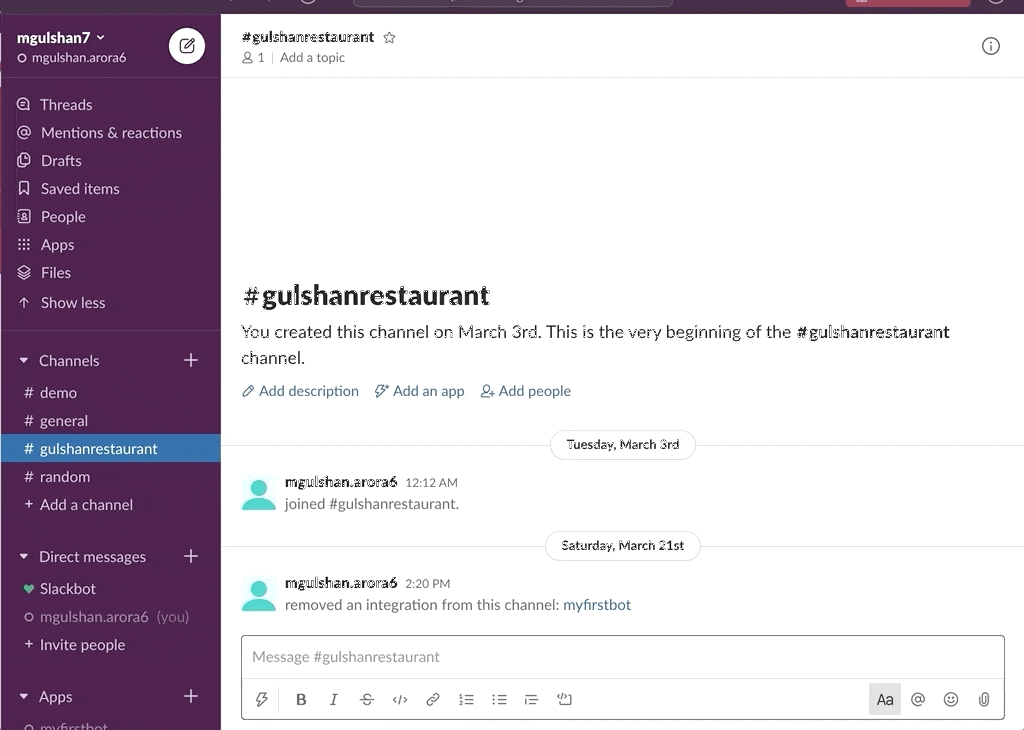 mgulshan7
mgulshan.arora6
Threads
Mentions & reactions
Drafts
Saved items
People
Apps
Files
Show less
Channels
# demo
# general
# gulshanrestaurant
# random
+ Add a channel
Direct messages
Slackbot
mgulshan.arora6 (you)
+ Invite people
Apps
myfirstbot
#gulshanrestaurant
1 | Add a topic
#gulshanrestaurant
You created this channel on March 3rd. This is the very beginning of the #gulshanrestaurant
channel.
Add description Add an app Add people
Tuesday, March 3rd
mgulshan.arora6 12:12 AM
joined #gulshanrestaurant.
Saturday, March 21st
mgulshan.arora6 2:20 PM
removed an integration from this channel: myfirstbot
Message #gulshanrestaurant
B I S </> Aa @